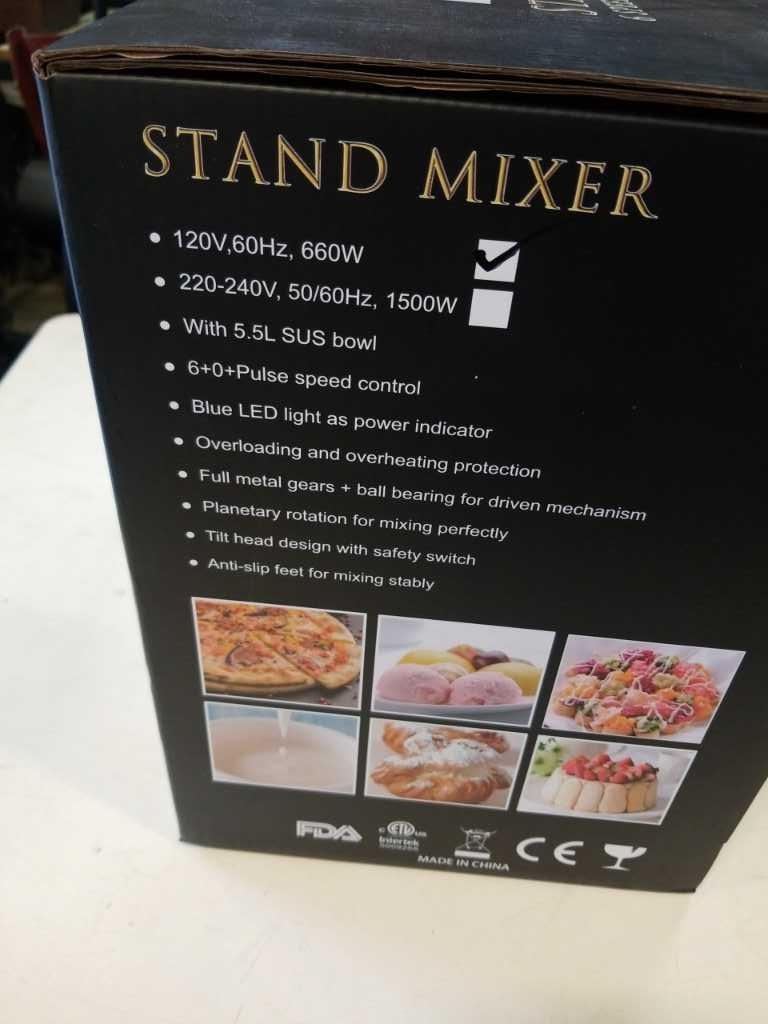 STAND MIXER
• 120V,60Hz, 660W
• 220-240V, 50/60Hz, 1500W
• With 5.5L SUS bowl
• 6+0+Pulse speed control
• Blue LED light as power indicator
• Overloading and overheating protection
• Full metal gears + ball bearing for driven mechanism
• Planetary rotation for mixing perfectly
• Tilt head design with safety switch
• Anti-slip feet for mixing stably
FDA
C ETL US
Intertek
MADE IN CHINA
CE